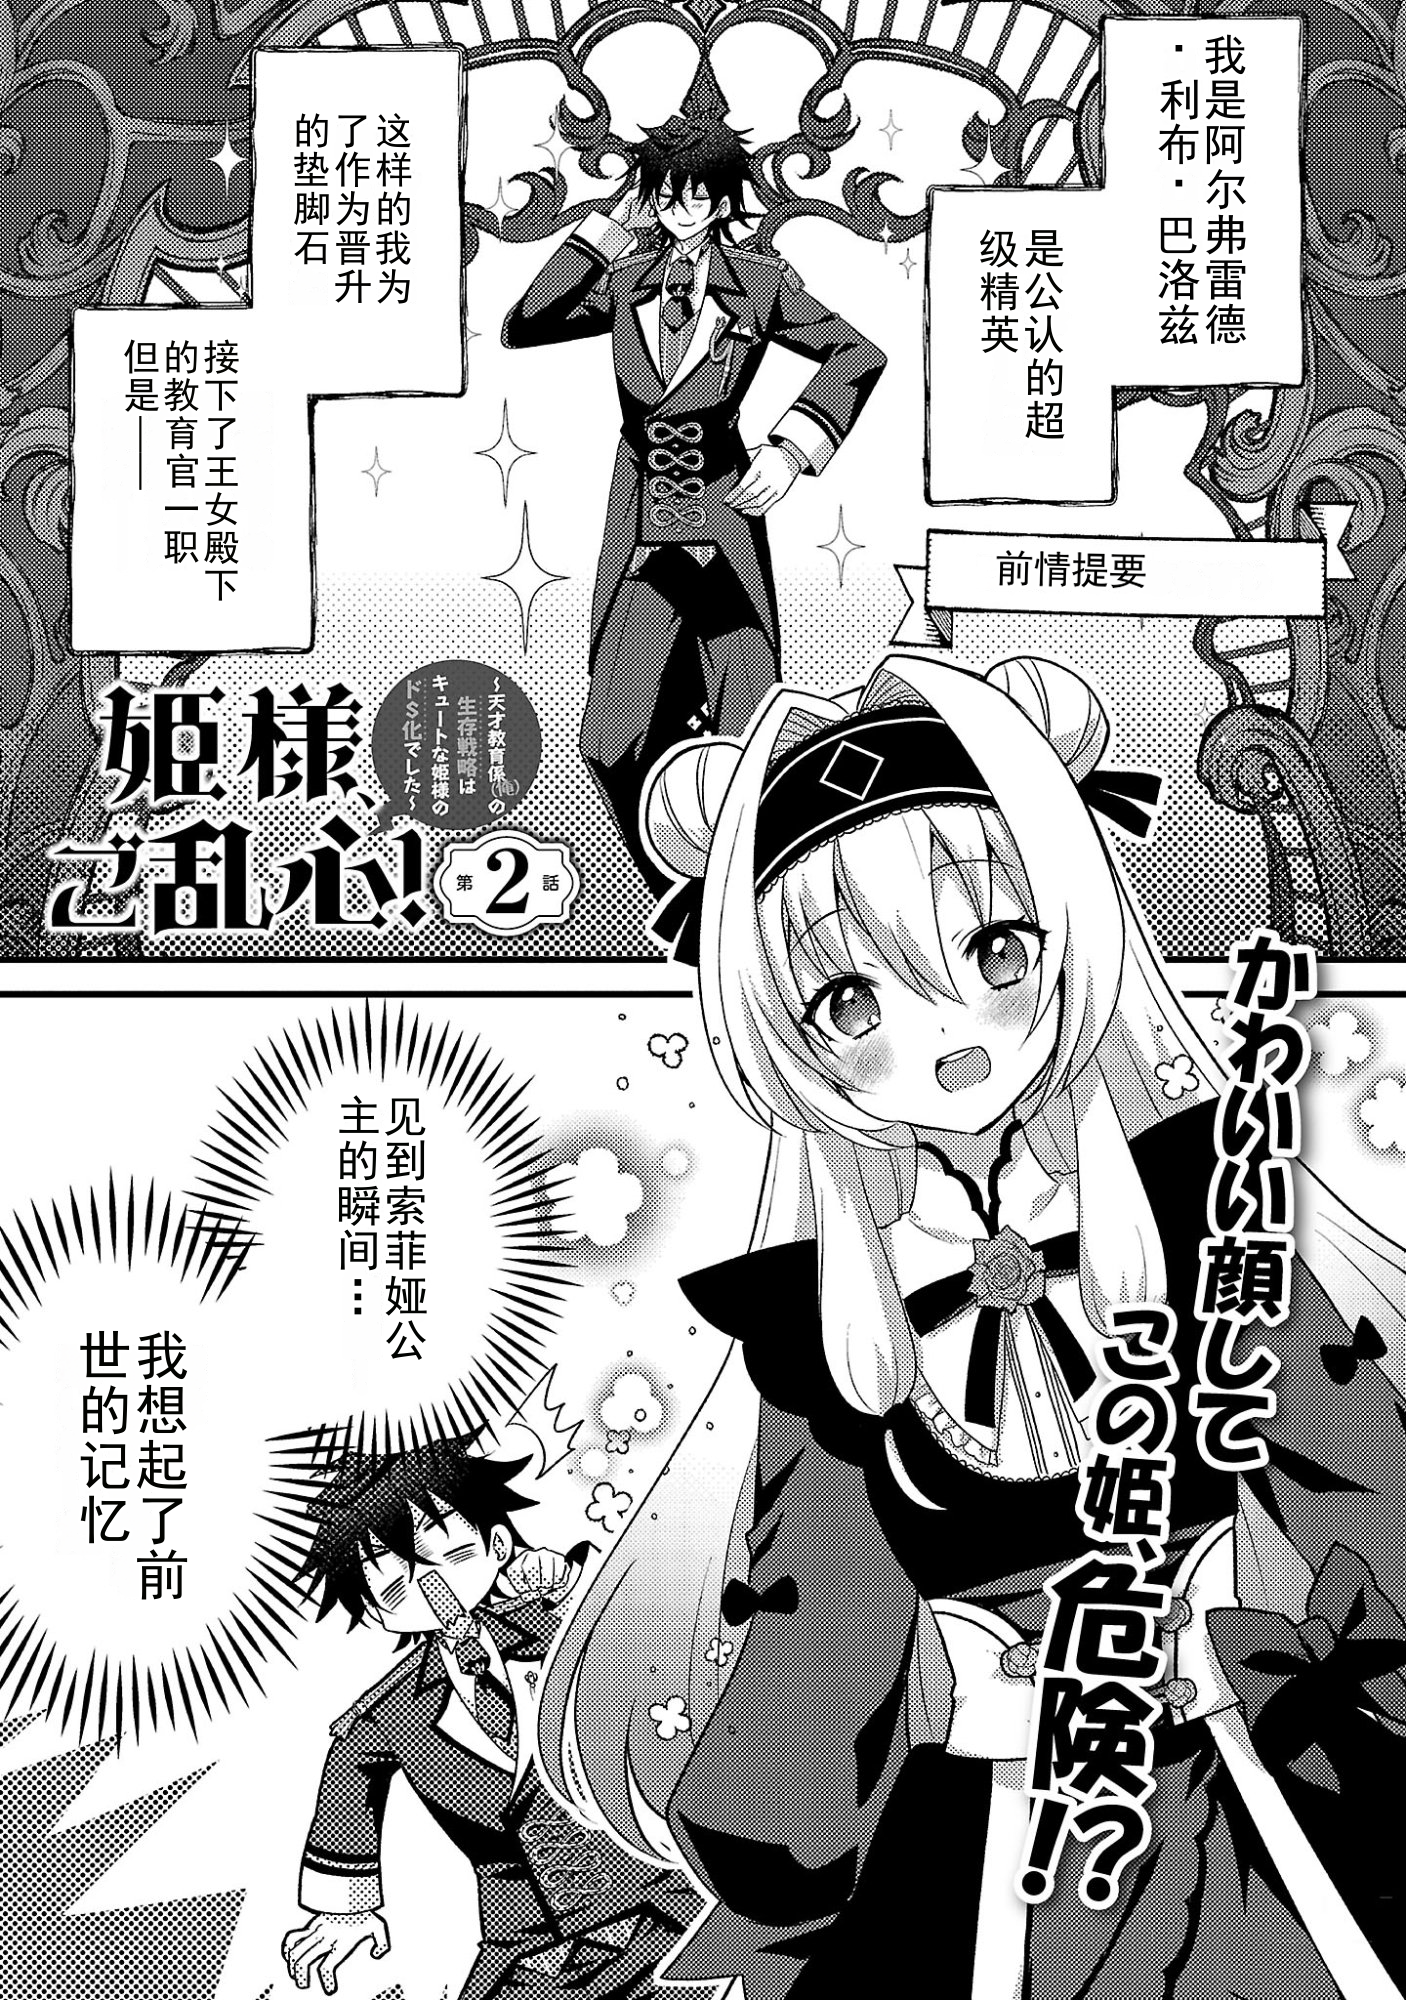 我是阿尔弗雷德
·利布·巴洛兹
是公认的超
级精英
前情提要
这样的我为
了作为晋升
的垫脚石
接下了王女殿下
的教育官一职
但是——
姫様、
ご乱心!
～天才教育係(俺)の
生存戦略は
キュートな姫様の
ドS化でした～
第2話
かわいい顔して
この姫、
危険!?
见到索菲娅公
主的瞬间…
我想起了前
世的记忆